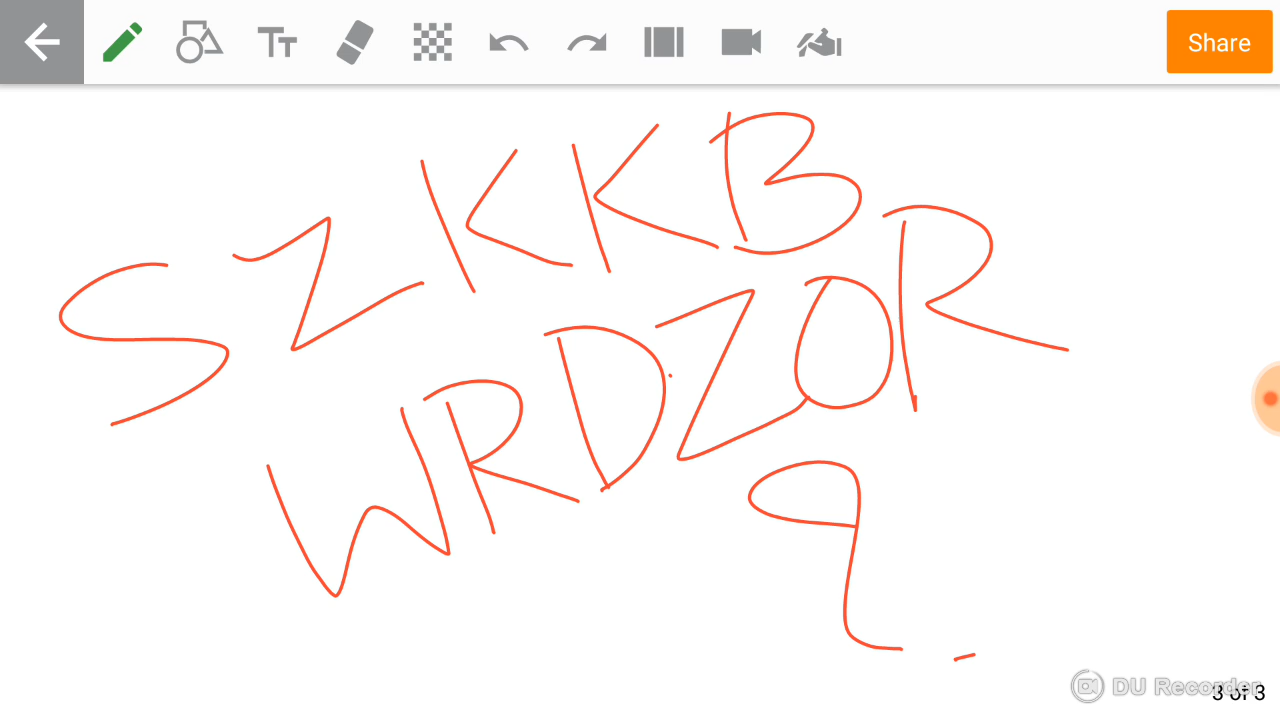 Share
SZKKB
WRDZOR
9.
DU Recorder
3 of 3